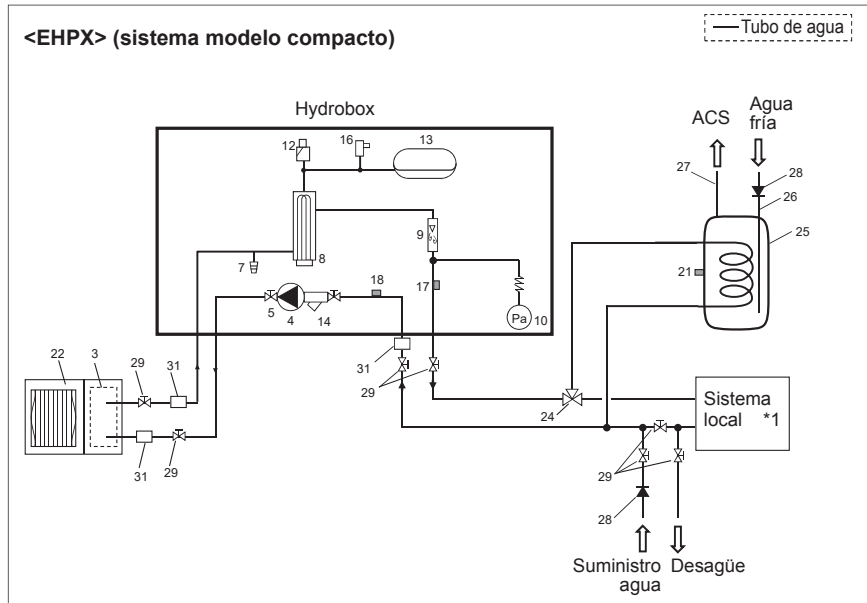 <EHPX> (sistema modelo compacto)
Tubo de agua
Hydrobox
ACS
Agua
fría
12
16
13
27
28
26
25
9
8
7
21
18
17
5
4
14
Pa
10
31
29
22
3
29
31
24
Sistema
local *1
31
29
29
28
Suministro
agua
Desagüe